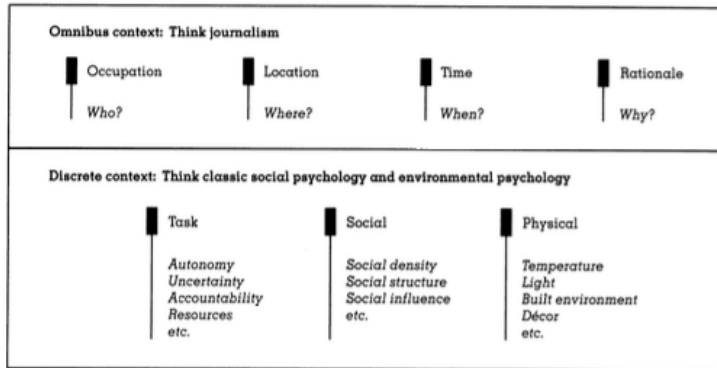 Omnibus context: Think journalism
Occupation Location Time Rationale
Who? Where? When? Why?
Discrete context: Think classic social psychology and environmental psychology
Task Social Physical
Autonomy Social density Temperature
Uncertainty Social structure Light
Accountability Social influence Built environment
Resources etc. Décor
etc. etc.